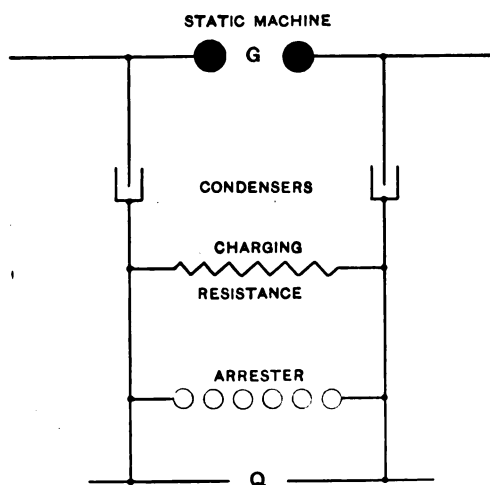 STATIC MACHINE
G
CONDENSERS
CHARGING
RESISTANCE
ARRESTER
Q